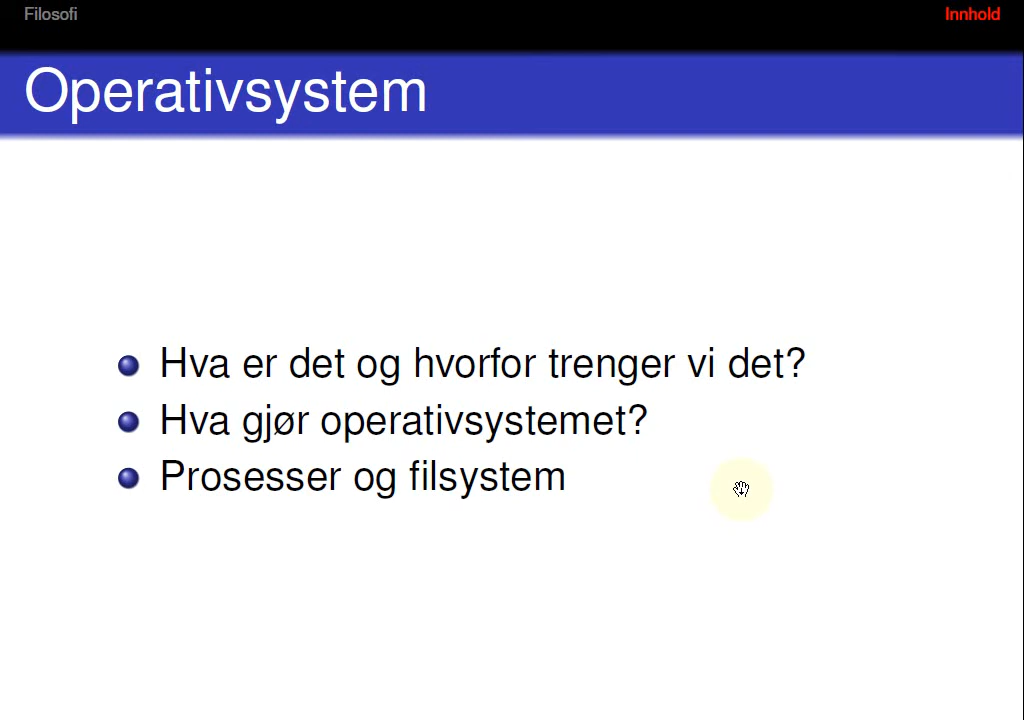 Filosofi
Innhold
Operativsystem
Hva er det og hvorfor trenger vi det?
Hva gjør operativsystemet?
Prosesser og filsystem